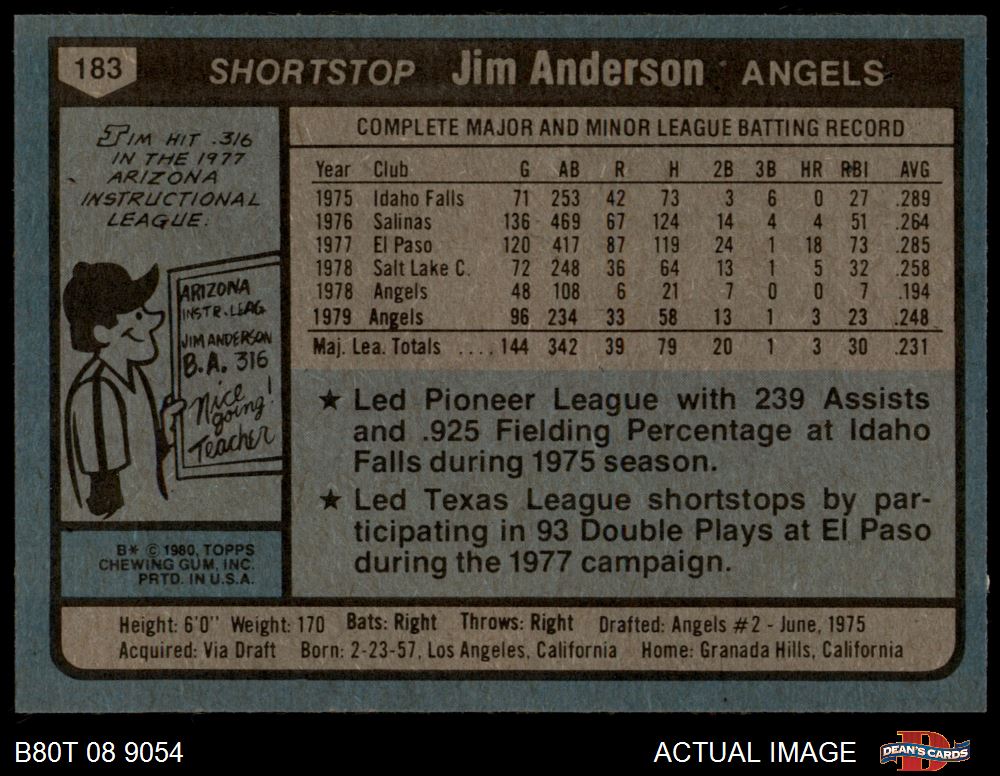 183 SHORTSTOP Jim Anderson ANGELS
JIM HIT .316
IN THE 1977
ARIZONA
INSTRUCTIONAL
LEAGUE.
ARIZONA
INSTR. LEAG.
JIM ANDERSON
B.A. 316
Nice
going!
Teacher
B* © 1980, TOPPS
CHEWING GUM, INC.
PRTD. IN U.S.A.
COMPLETE MAJOR AND MINOR LEAGUE BATTING RECORD
Year Club G AB R H 2B 3B HR RBI AVG
1975 Idaho Falls 71 253 42 73 3 6 0 27 .289
1976 Salinas 136 469 67 124 14 4 4 51 .264
1977 El Paso 120 417 87 119 24 1 18 73 .285
1978 Salt Lake C. 72 248 36 64 13 1 5 32 .258
1978 Angels 48 108 6 21 7 0 0 7 .194
1979 Angels 96 234 33 58 13 1 3 23 .248
Maj. Lea. Totals .... 144 342 39 79 20 1 3 30 .231
★ Led Pioneer League with 239 Assists
and .925 Fielding Percentage at Idaho
Falls during 1975 season.
★ Led Texas League shortstops by par-
ticipating in 93 Double Plays at El Paso
during the 1977 campaign.
Height: 6'0" Weight: 170 Bats: Right Throws: Right Drafted: Angels #2 - June, 1975
Acquired: Via Draft Born: 2-23-57, Los Angeles, California Home: Granada Hills, California
B80T 08 9054 ACTUAL IMAGE D DEAN'S CARDS